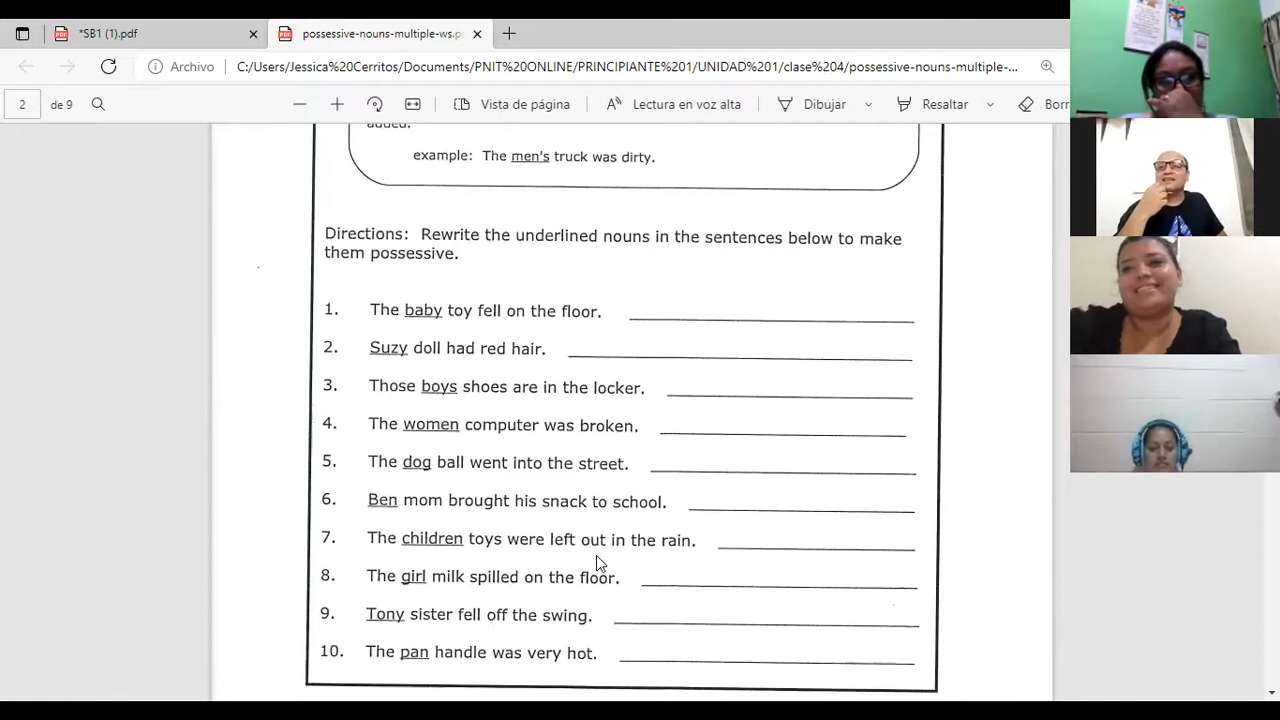 *SB1 (1).pdf
possessive-nouns-multiple-ws.p
Archivo
C:/Users/Jessica%20Cerritos/Documents/PNIT%20ONLINE/PRINCIPIANTE%201/UNIDAD%201/clase%204/possessive-nouns-multiple-...
2
de 9
Vista de página
Lectura en voz alta
Dibujar
Resaltar
Borr
added.
example: The men's truck was dirty.
Directions: Rewrite the underlined nouns in the sentences below to make
them possessive.
1. The baby toy fell on the floor.
2. Suzy doll had red hair.
3. Those boys shoes are in the locker.
4. The women computer was broken.
5. The dog ball went into the street.
6. Ben mom brought his snack to school.
7. The children toys were left out in the rain.
8. The girl milk spilled on the floor.
9. Tony sister fell off the swing.
10. The pan handle was very hot.